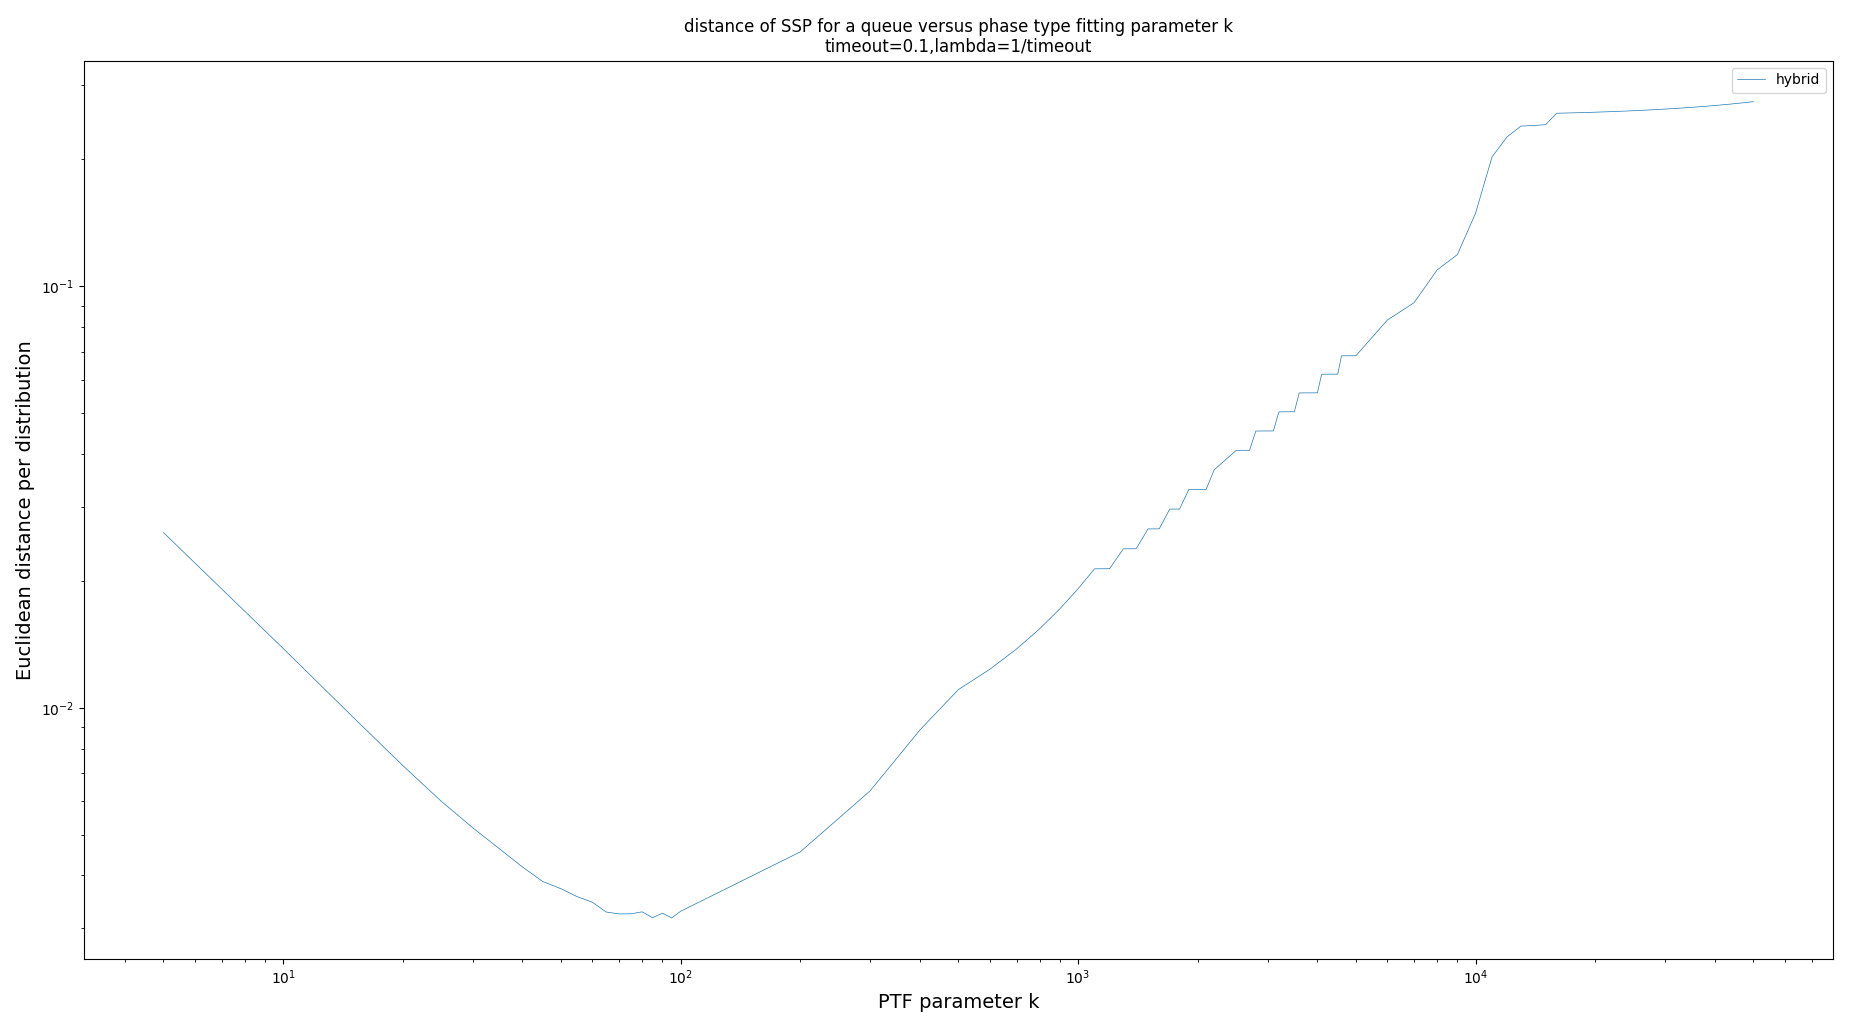 distance of SSP for a queue versus phase type fitting parameter k
timeout=0.1,lambda=1/timeout
hybrid
Euclidean distance per distribution
10⁻¹
10⁻²
10¹ 10² 10³ 10⁴
PTF parameter k